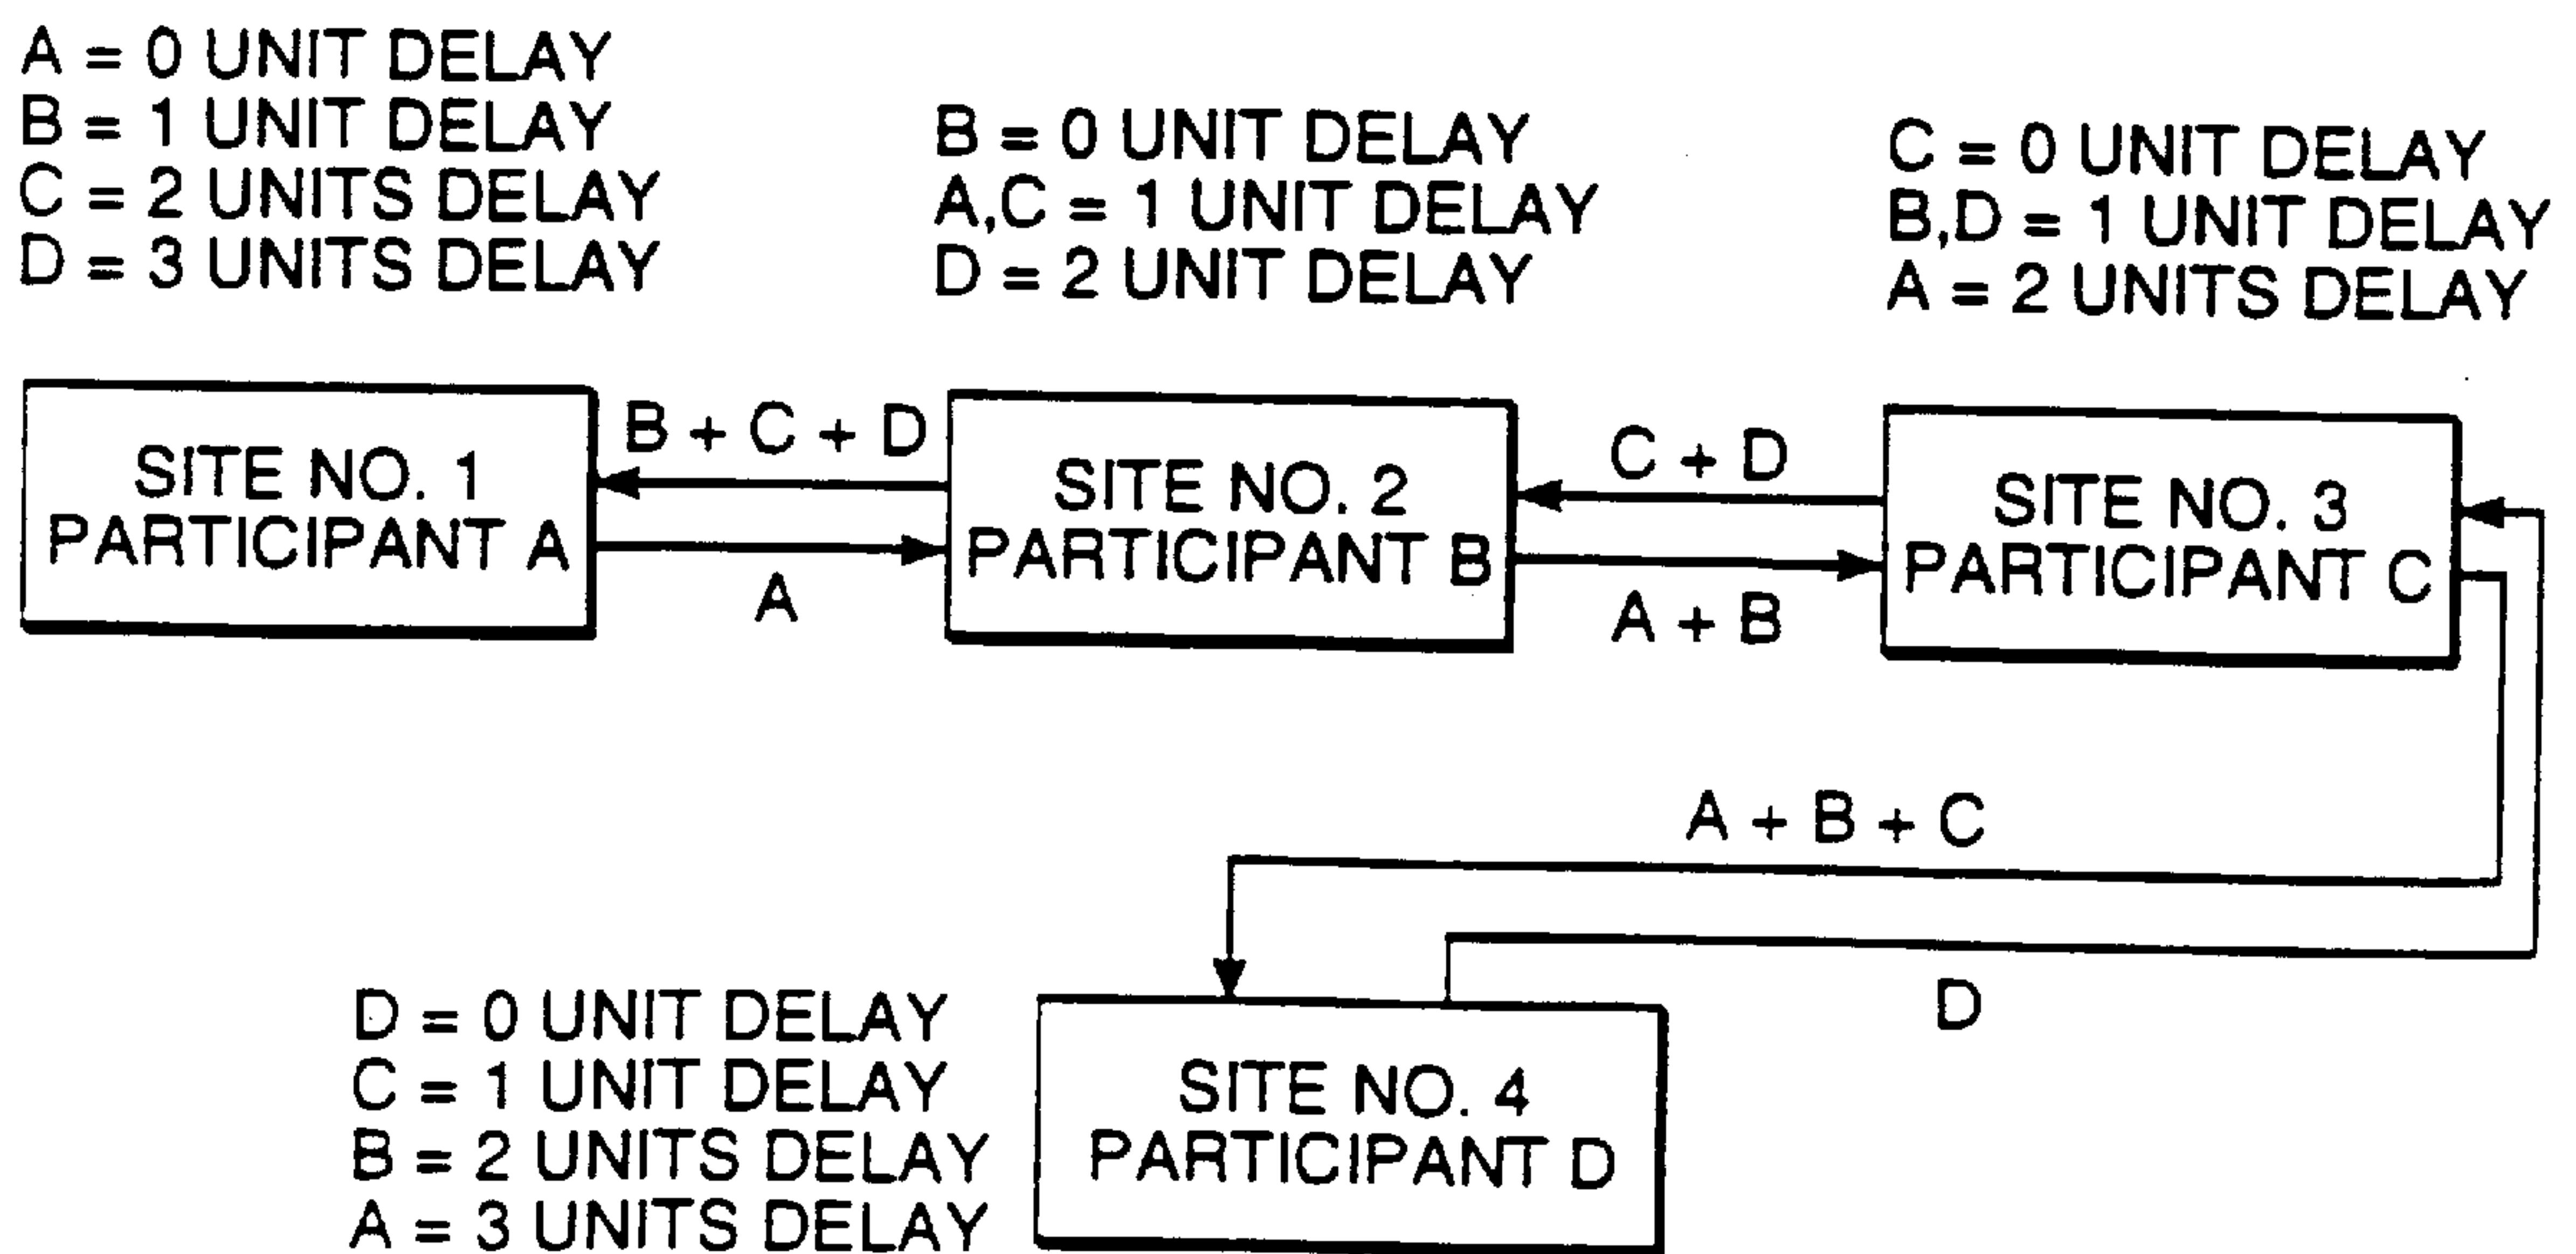 A = 0 UNIT DELAY
B = 1 UNIT DELAY
C = 2 UNITS DELAY
D = 3 UNITS DELAY
B = 0 UNIT DELAY
A,C = 1 UNIT DELAY
D = 2 UNIT DELAY
C = 0 UNIT DELAY
B,D = 1 UNIT DELAY
A = 2 UNITS DELAY
SITE NO. 1
PARTICIPANT A
B + C + D
A
SITE NO. 2
PARTICIPANT B
C + D
A + B
SITE NO. 3
PARTICIPANT C
A + B + C
D
D = 0 UNIT DELAY
C = 1 UNIT DELAY
B = 2 UNITS DELAY
A = 3 UNITS DELAY
SITE NO. 4
PARTICIPANT D